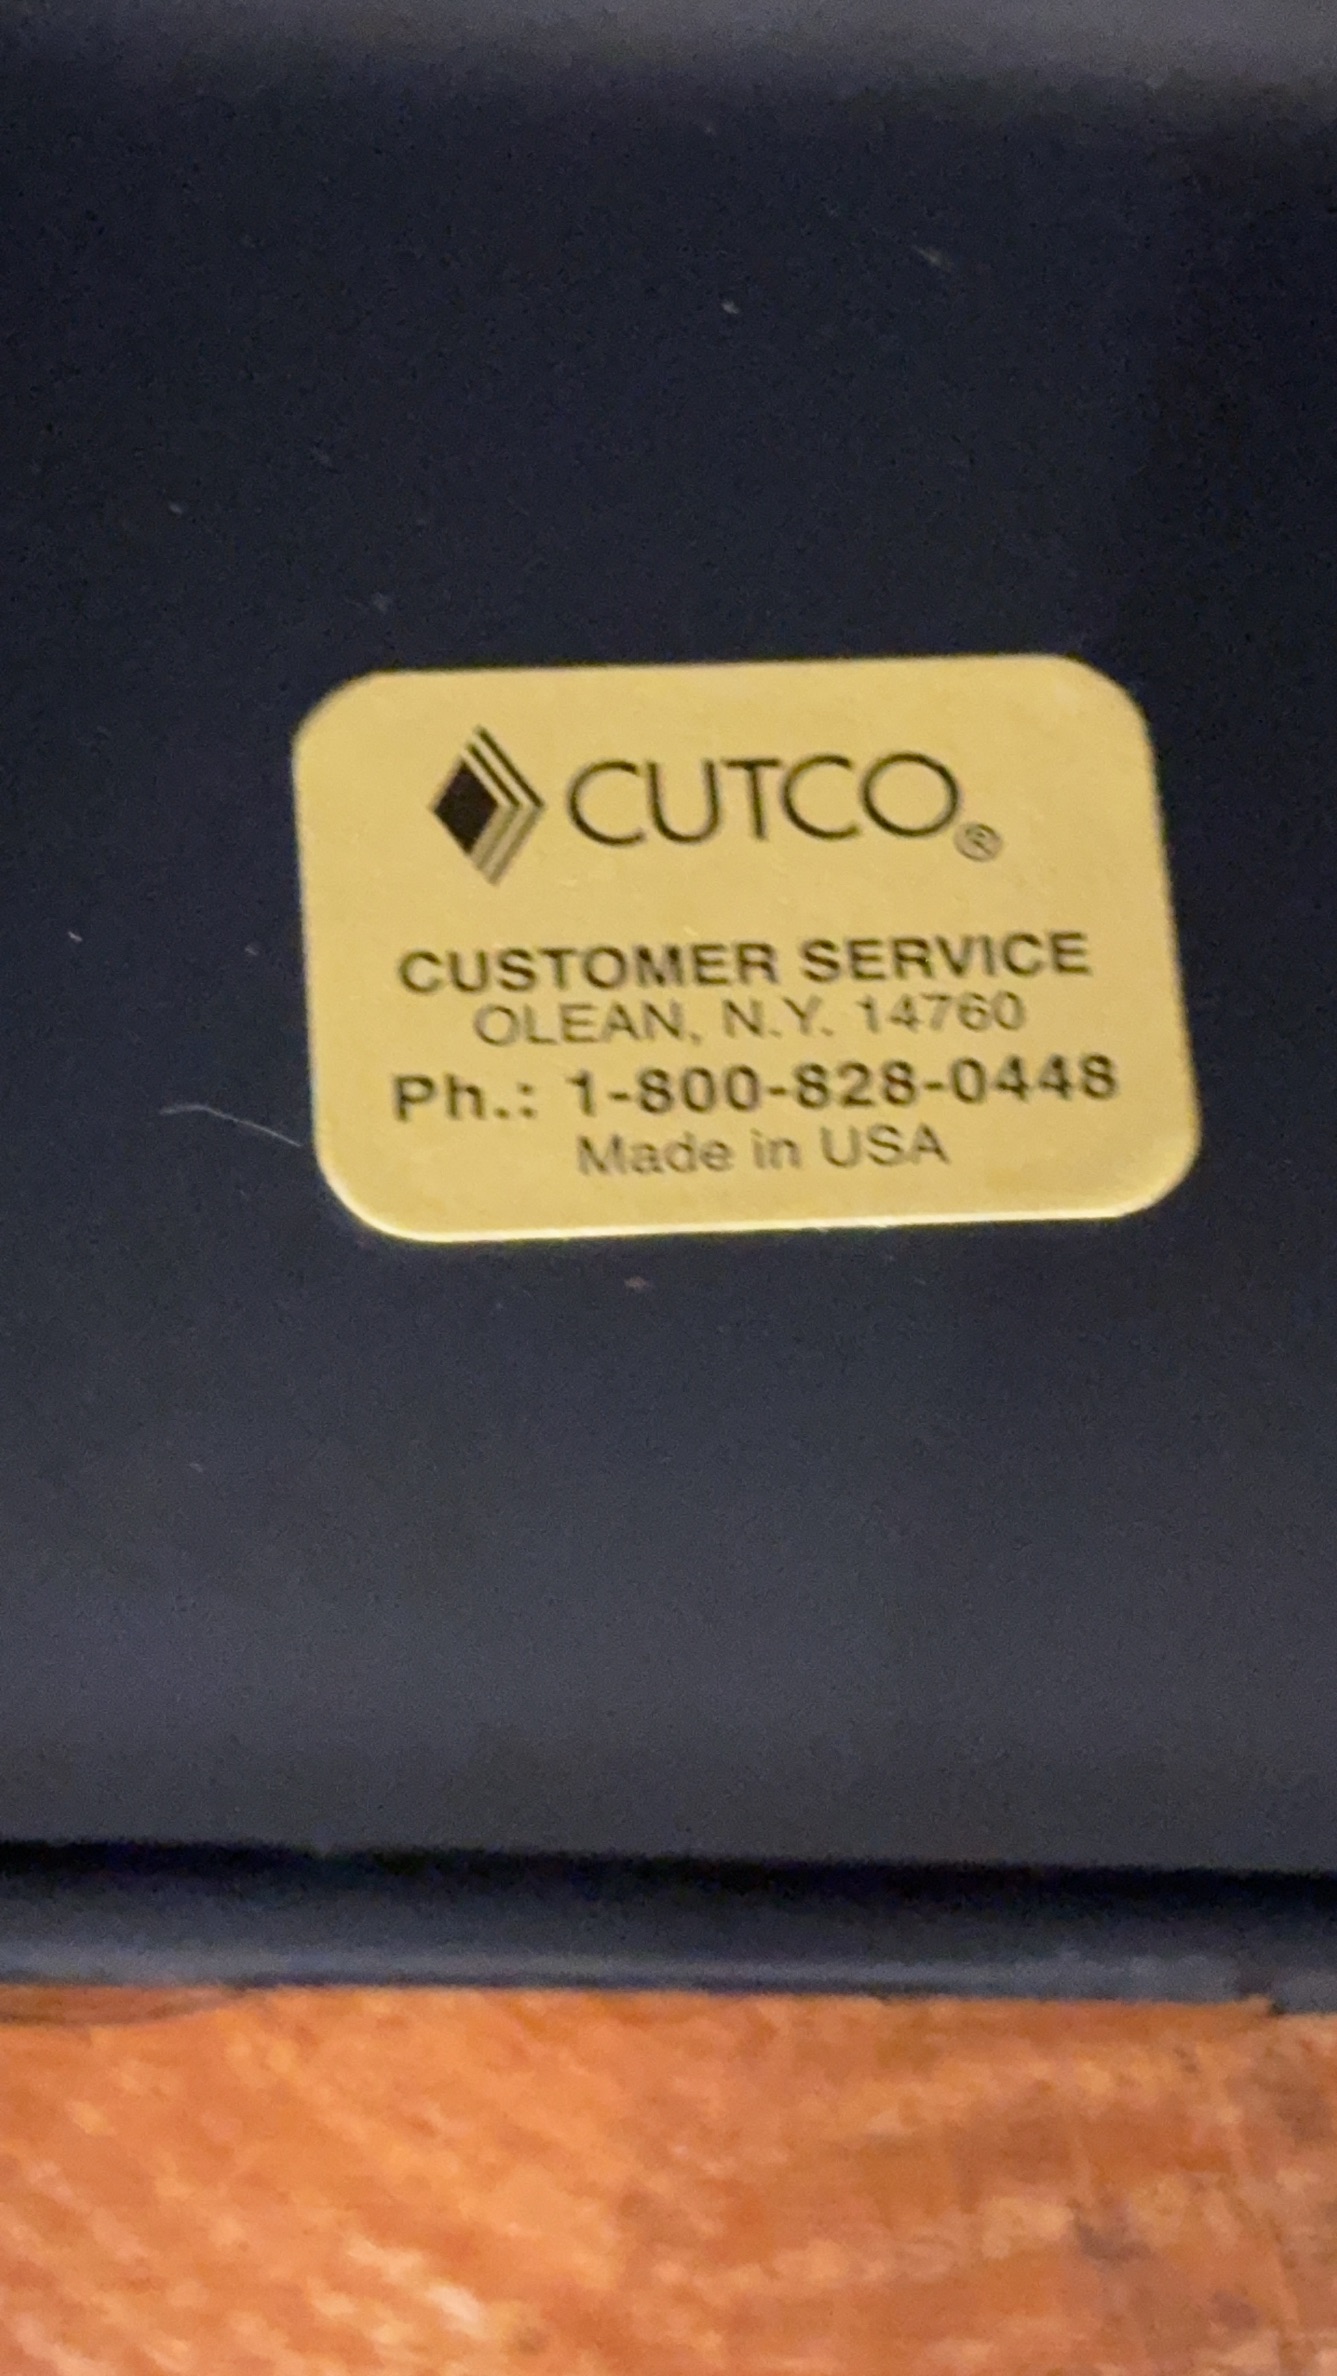 CUTCO®
CUSTOMER SERVICE
OLEAN, N.Y. 14760
Ph.: 1-800-828-0448
Made in USA